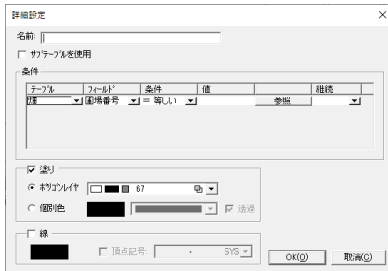 詳細設定
名前:
サブテーブルを使用
条件
テーブル フィールド 条件 値 継続
圃場番号 = 等しい 参照
塗り
ポリゴンレイヤ 67
個別色 透過
線
頂点記号: SYS
OK(O) 取消(C)